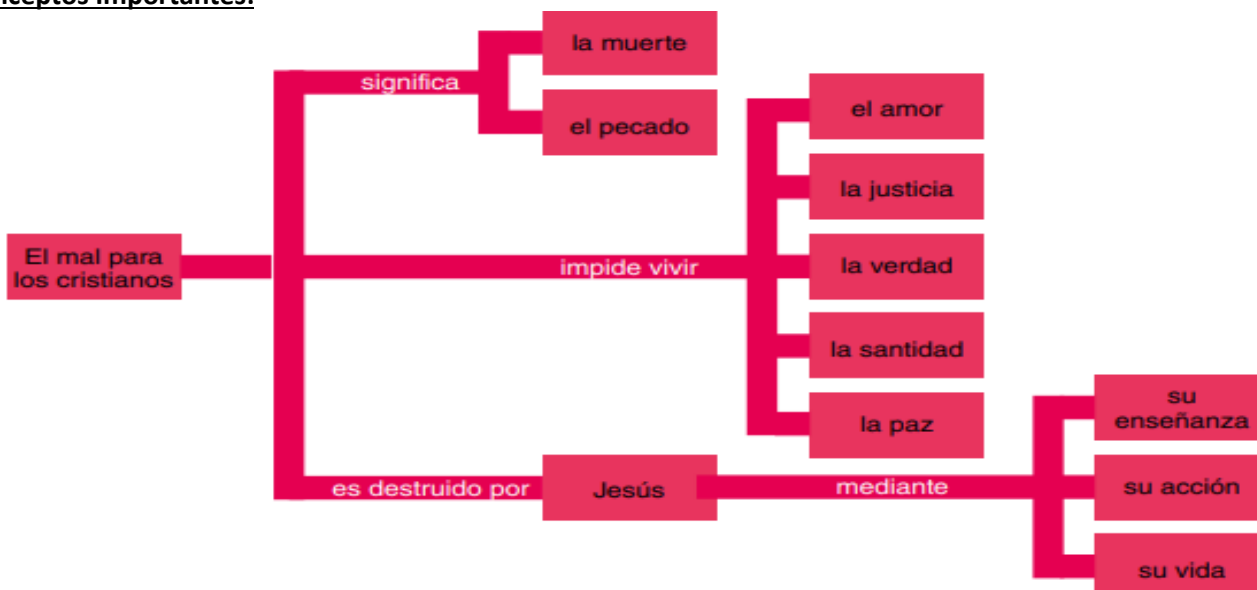 la muerte
significa
el pecado
el amor
la justicia
El mal para
los cristianos
impide vivir
la verdad
la santidad
la paz
su
enseñanza
es destruido por
Jesús
mediante
su acción
su vida